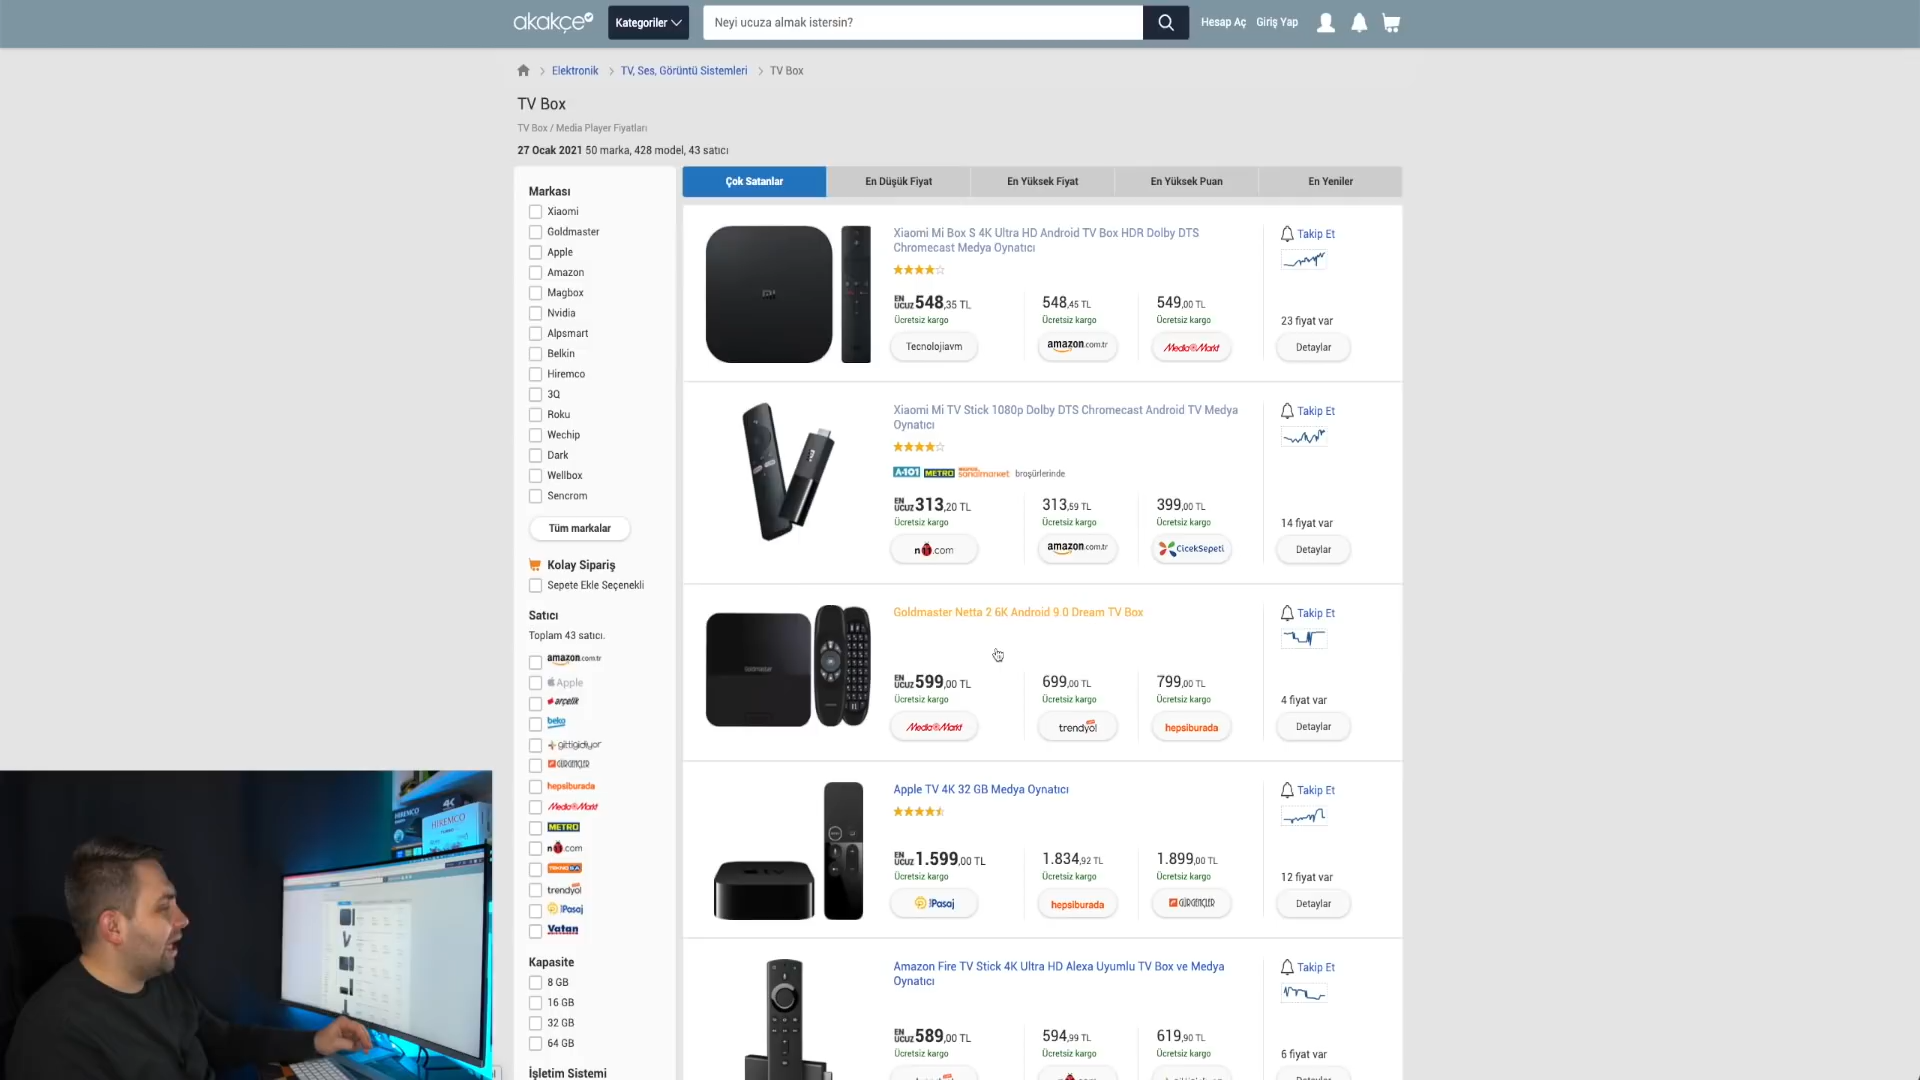 akakçe
Kategoriler
Neyi ucuza almak istersin?
Hesap Aç
Giriş Yap
Elektronik
TV, Ses, Görüntü Sistemleri
TV Box
TV Box
TV Box / Media Player Fiyatları
27 Ocak 2021 50 marka, 428 model, 43 satıcı
Markası
Xiaomi
Goldmaster
Apple
Amazon
Magbox
Nvidia
Alpsmart
Belkin
Hiremco
3Q
Roku
Wechip
Dark
Wellbox
Sencrom
Tüm markalar
Kolay Sipariş
Sepete Ekle Seçenekli
Satıcı
Toplam 43 satıcı.
amazon.com.tr
Apple
arçelik
beko
gittigidiyor
GÜRGENÇLER
hepsiburada
MediaMarkt
METRO
n11.com
TEKNOSA
trendyol
Pasaj
Vatan
Kapasite
8 GB
16 GB
32 GB
64 GB
İşletim Sistemi
Çok Satanlar
En Düşük Fiyat
En Yüksek Fiyat
En Yüksek Puan
En Yeniler
Xiaomi Mi Box S 4K Ultra HD Android TV Box HDR Dolby DTS
Chromecast Medya Oynatıcı
EN UCUZ 548,35 TL
Ücretsiz kargo
Tecnolojiavm
548,45 TL
Ücretsiz kargo
amazon.com.tr
549,00 TL
Ücretsiz kargo
MediaMarkt
Takip Et
23 fiyat var
Detaylar
Xiaomi Mi TV Stick 1080p Dolby DTS Chromecast Android TV Medya
Oynatıcı
A101 METRO sanalmarket broşürlerinde
EN UCUZ 313,20 TL
Ücretsiz kargo
n11.com
313,59 TL
Ücretsiz kargo
amazon.com.tr
399,00 TL
Ücretsiz kargo
CicekSepeti
Takip Et
14 fiyat var
Detaylar
Goldmaster Netta 2 6K Android 9.0 Dream TV Box
EN UCUZ 599,00 TL
Ücretsiz kargo
MediaMarkt
699,00 TL
Ücretsiz kargo
trendyol
799,00 TL
Ücretsiz kargo
hepsiburada
Takip Et
4 fiyat var
Detaylar
Apple TV 4K 32 GB Medya Oynatıcı
EN UCUZ 1.599,00 TL
Ücretsiz kargo
Pasaj
1.834,92 TL
Ücretsiz kargo
hepsiburada
1.899,00 TL
Ücretsiz kargo
GÜRGENÇLER
Takip Et
12 fiyat var
Detaylar
Amazon Fire TV Stick 4K Ultra HD Alexa Uyumlu TV Box ve Medya
Oynatıcı
EN UCUZ 589,00 TL
Ücretsiz kargo
594,99 TL
Ücretsiz kargo
619,90 TL
Ücretsiz kargo
Takip Et
6 fiyat var
4K
HIREMCO
HIREMCO